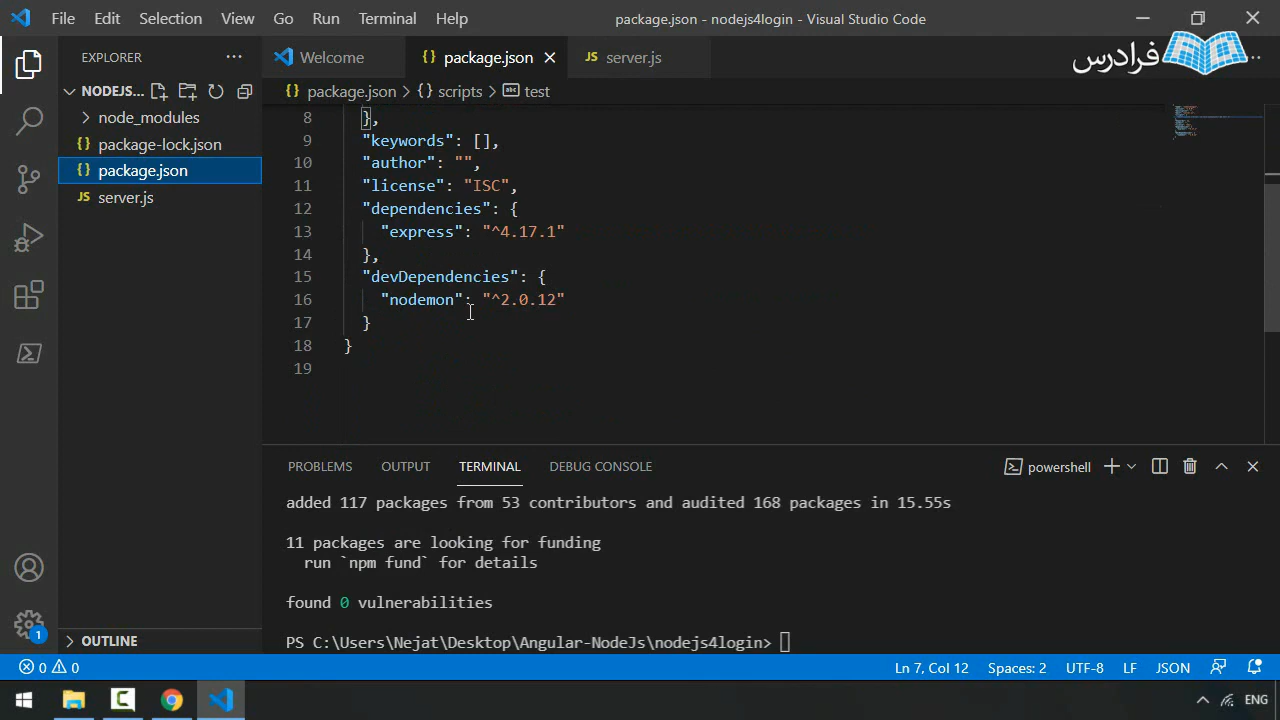 File Edit Selection View Go Run Terminal Help
package.json - nodejs4login - Visual Studio Code
فرادرس
EXPLORER
NODEJS...
node_modules
package-lock.json
package.json
server.js
OUTLINE
Welcome
{} package.json
JS server.js
{} package.json > {} scripts > abc test
8 },
9 "keywords": [],
10 "author": "",
11 "license": "ISC",
12 "dependencies": {
13 "express": "^4.17.1"
14 },
15 "devDependencies": {
16 "nodemon": "^2.0.12"
17 }
18 }
19
PROBLEMS OUTPUT TERMINAL DEBUG CONSOLE
powershell
added 117 packages from 53 contributors and audited 168 packages in 15.55s
11 packages are looking for funding
run `npm fund` for details
found 0 vulnerabilities
PS C:\Users\Nejat\Desktop\Angular-NodeJs\nodejs4login>
1
0 0
Ln 7, Col 12 Spaces: 2 UTF-8 LF JSON
ENG